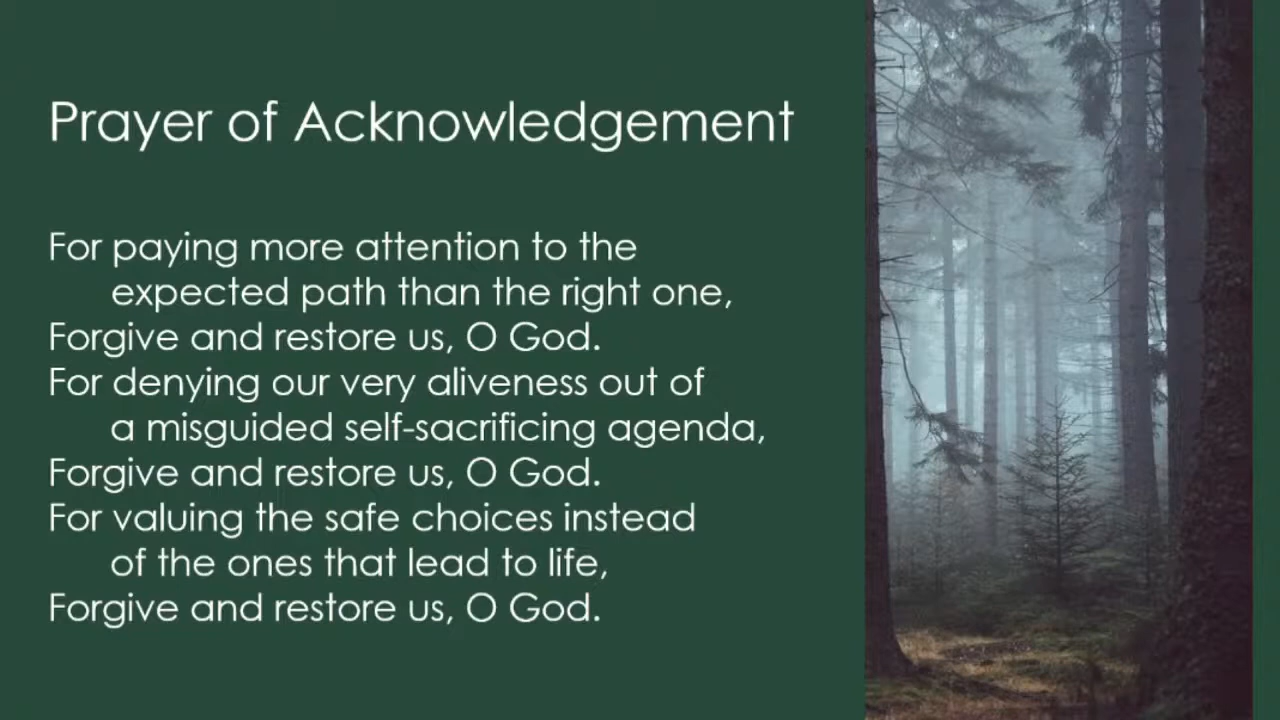 Prayer of Acknowledgement
For paying more attention to the
expected path than the right one,
Forgive and restore us, O God.
For denying our very aliveness out of
a misguided self-sacrificing agenda,
Forgive and restore us, O God.
For valuing the safe choices instead
of the ones that lead to life,
Forgive and restore us, O God.